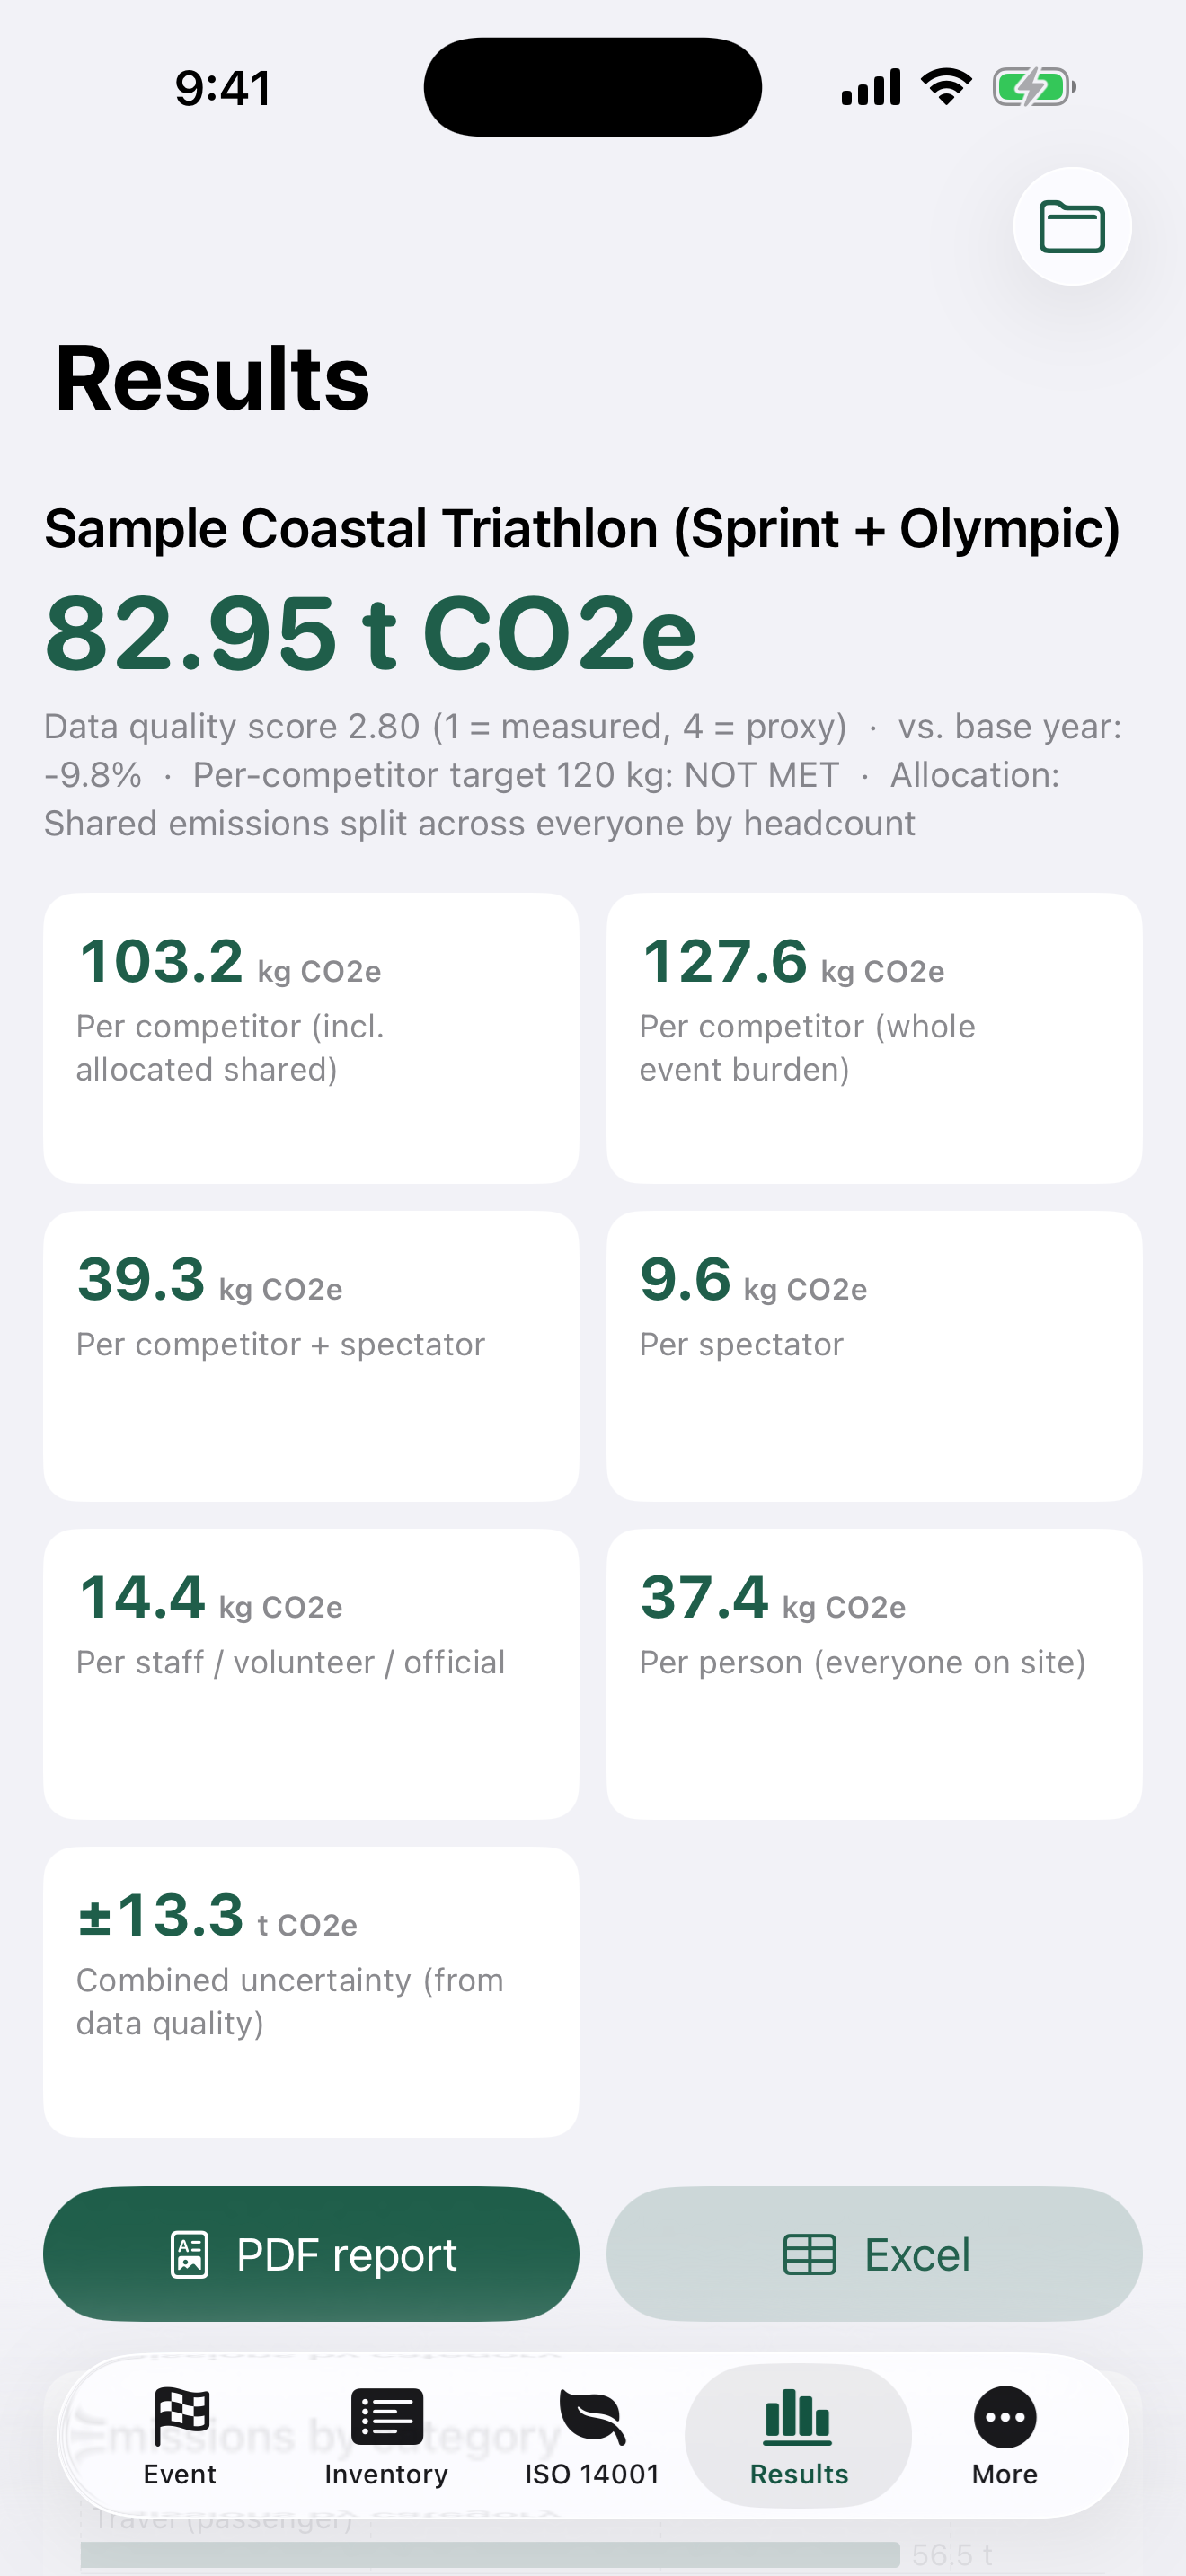 9:41
Results
Sample Coastal Triathlon (Sprint + Olympic)
82.95 t CO2e
Data quality score 2.80 (1 = measured, 4 = proxy)  ·  vs. base year:
-9.8%  ·  Per-competitor target 120 kg: NOT MET  ·  Allocation:
Shared emissions split across everyone by headcount
103.2 kg CO2e
Per competitor (incl.
allocated shared)
127.6 kg CO2e
Per competitor (whole
event burden)
39.3 kg CO2e
Per competitor + spectator
9.6 kg CO2e
Per spectator
14.4 kg CO2e
Per staff / volunteer / official
37.4 kg CO2e
Per person (everyone on site)
±13.3 t CO2e
Combined uncertainty (from
data quality)
PDF report
Excel
Emissions by category
Event
Inventory
ISO 14001
Results
More
Travel (passenger)
56.5 t